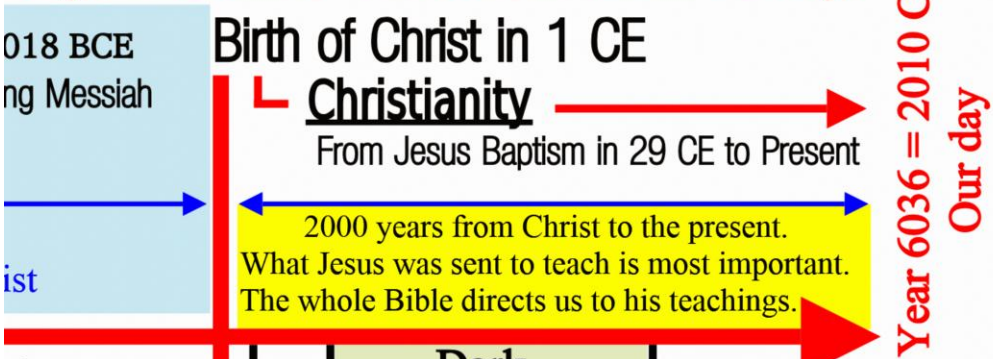 018 BCE
ng Messiah
ist
Birth of Christ in 1 CE
Christianity
From Jesus Baptism in 29 CE to Present
2000 years from Christ to the present.
What Jesus was sent to teach is most important.
The whole Bible directs us to his teachings.
Year 6036 = 2010 C
Our day